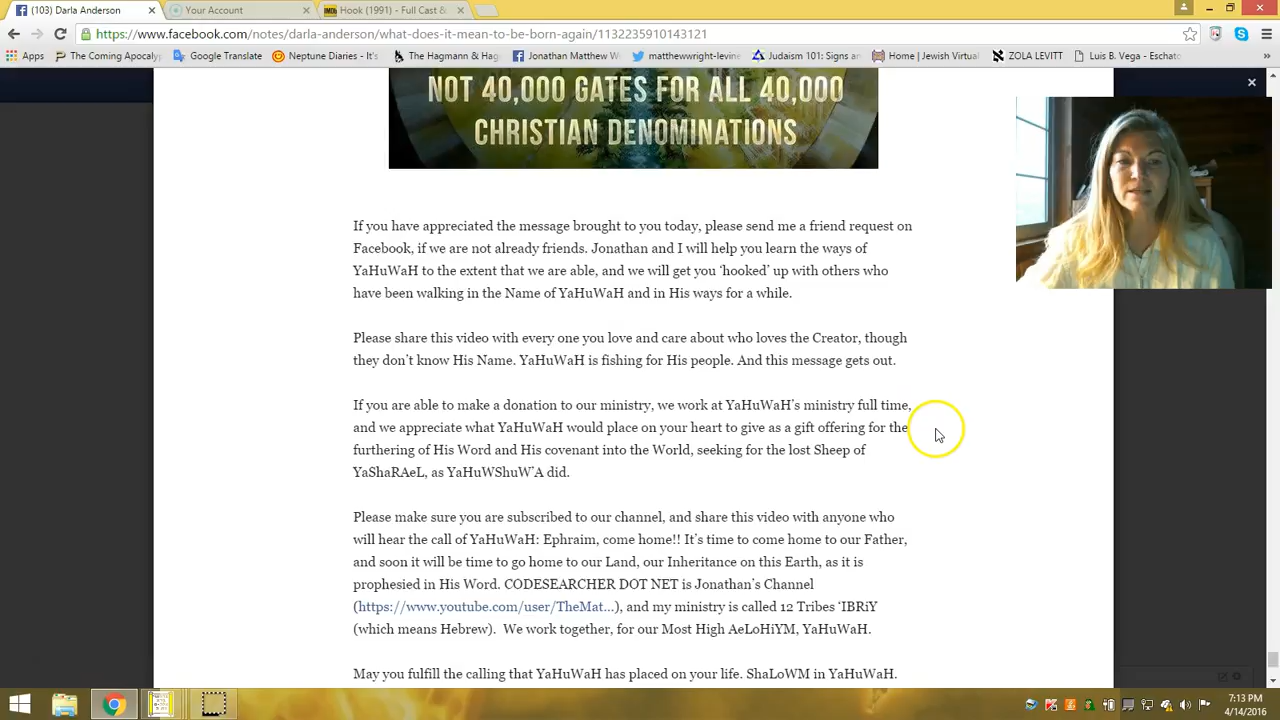 (103) Darla Anderson
Your Account
Hook (1991) - Full Cast &
https://www.facebook.com/notes/darla-anderson/what-does-it-mean-to-be-born-again/1132235910143121
Apps
The Coming Apocalyp
Google Translate
Neptune Diaries - It's
The Hagmann & Hag
Jonathan Matthew W
matthewwright-levine
Judaism 101: Signs an
Home | Jewish Virtual
ZOLA LEVITT
Luis B. Vega - Eschato
NOT 40,000 GATES FOR ALL 40,000
CHRISTIAN DENOMINATIONS
If you have appreciated the message brought to you today, please send me a friend request on
Facebook, if we are not already friends. Jonathan and I will help you learn the ways of
YaHuWaH to the extent that we are able, and we will get you ‘hooked’ up with others who
have been walking in the Name of YaHuWaH and in His ways for a while.
Please share this video with every one you love and care about who loves the Creator, though
they don’t know His Name. YaHuWaH is fishing for His people. And this message gets out.
If you are able to make a donation to our ministry, we work at YaHuWaH’s ministry full time,
and we appreciate what YaHuWaH would place on your heart to give as a gift offering for the
furthering of His Word and His covenant into the World, seeking for the lost Sheep of
YaShaRAeL, as YaHuWShuW’A did.
Please make sure you are subscribed to our channel, and share this video with anyone who
will hear the call of YaHuWaH: Ephraim, come home!! It’s time to come home to our Father,
and soon it will be time to go home to our Land, our Inheritance on this Earth, as it is
prophesied in His Word. CODESEARCHER DOT NET is Jonathan’s Channel
(https://www.youtube.com/user/TheMat...), and my ministry is called 12 Tribes ‘IBRiY
(which means Hebrew).  We work together, for our Most High AeLoHiYM, YaHuWaH.
May you fulfill the calling that YaHuWaH has placed on your life. ShaLoWM in YaHuWaH.
7:13 PM
4/14/2016